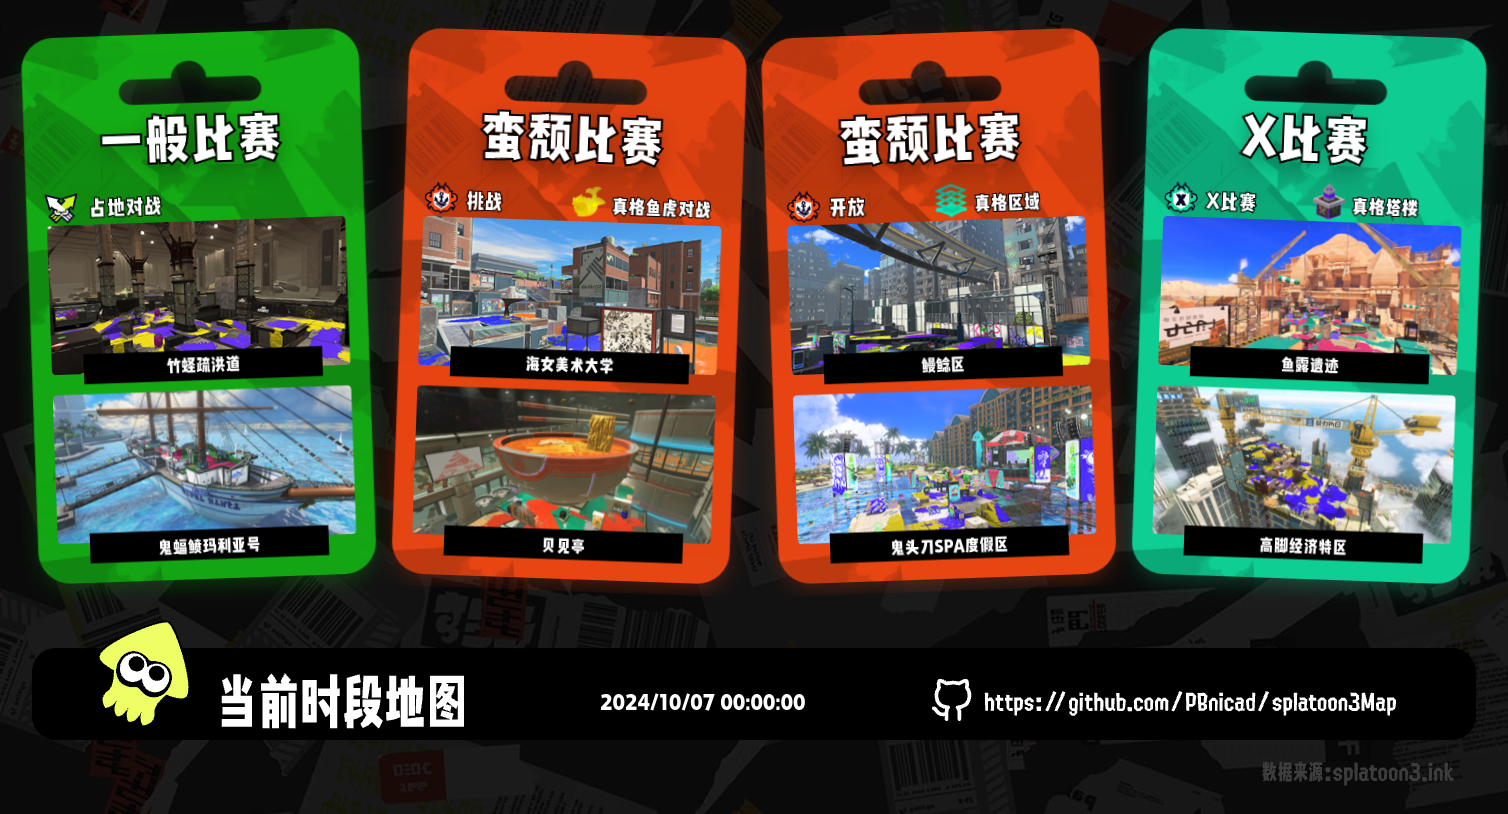 一般比赛
占地对战
竹蛏疏洪道
鬼蝠鲼玛利亚号
蛮颓比赛
挑战
真格鱼虎对战
海女美术大学
贝见亭
蛮颓比赛
开放
真格区域
鳗鲶区
鬼头刀SPA度假区
X比赛
X比赛
真格塔楼
鱼露遗迹
高脚经济特区
当前时段地图
2024/10/07 00:00:00
https://github.com/PBnicad/splatoon3Map
数据来源:splatoon3.ink